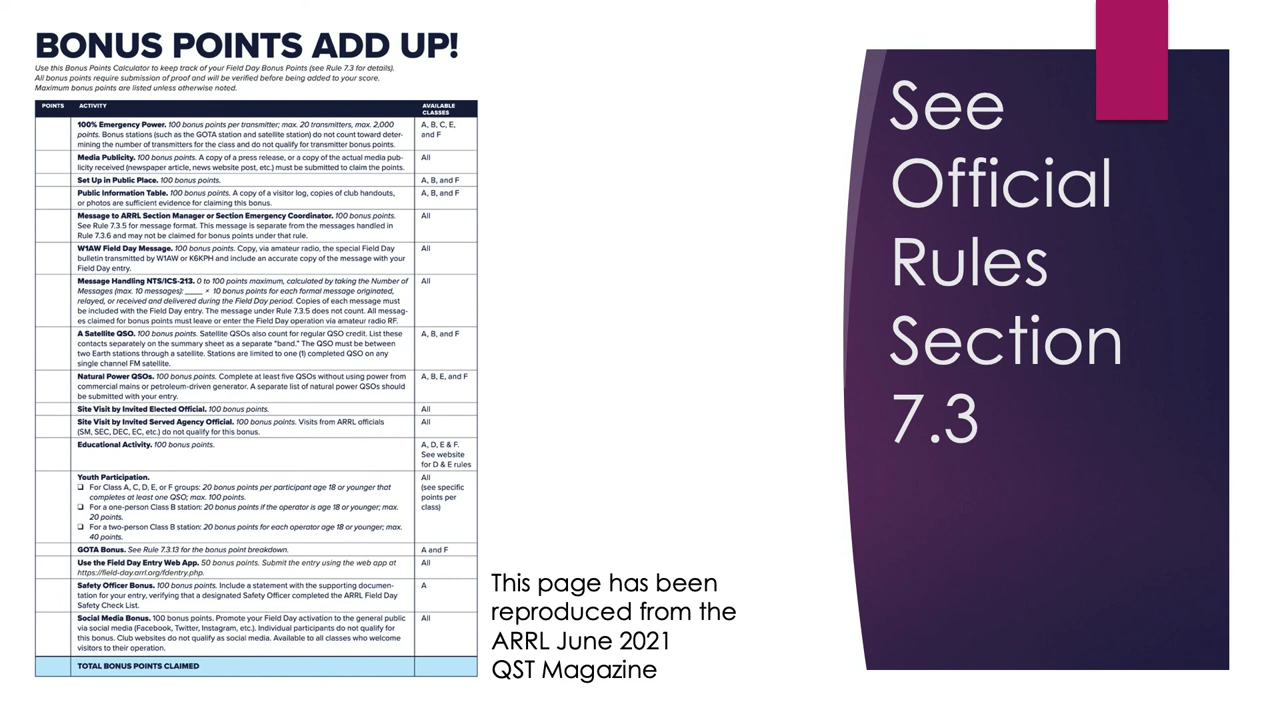 BONUS POINTS ADD UP!
Use this Bonus Points Calculator to keep track of your Field Day Bonus Points (see Rule 7.3 for details).
All bonus points require submission of proof and will be verified before being added to your score.
Maximum bonus points are listed unless otherwise noted.
POINTS ACTIVITY AVAILABLE
CLASSES
100% Emergency Power. 100 bonus points per transmitter; max. 20 transmitters, max. 2,000 A, B, C, E,
points. Bonus stations (such as the GOTA station and satellite station) do not count toward deter- and F
mining the number of transmitters for the class and do not qualify for transmitter bonus points.
Media Publicity. 100 bonus points. A copy of a press release, or a copy of the actual media pub- All
licity received (newspaper article, news website post, etc.) must be submitted to claim the points.
Set Up in Public Place. 100 bonus points. A, B, and F
Public Information Table. 100 bonus points. A copy of a visitor log, copies of club handouts, A, B, and F
or photos are sufficient evidence for claiming this bonus.
Message to ARRL Section Manager or Section Emergency Coordinator. 100 bonus points. All
See Rule 7.3.5 for message format. This message is separate from the messages handled in
Rule 7.3.6 and may not be claimed for bonus points under that rule.
W1AW Field Day Message. 100 bonus points. Copy, via amateur radio, the special Field Day All
bulletin transmitted by W1AW or K6KPH and include an accurate copy of the message with your
Field Day entry.
Message Handling NTS/ICS-213. 0 to 100 points maximum, calculated by taking the Number of All
Messages (max. 10 messages): ____ × 10 bonus points for each formal message originated,
relayed, or received and delivered during the Field Day period. Copies of each message must
be included with the Field Day entry. The message under Rule 7.3.5 does not count. All messag-
es claimed for bonus points must leave or enter the Field Day operation via amateur radio RF.
A Satellite QSO. 100 bonus points. Satellite QSOs also count for regular QSO credit. List these A, B, and F
contacts separately on the summary sheet as a separate "band." The QSO must be between
two Earth stations through a satellite. Stations are limited to one (1) completed QSO on any
single channel FM satellite.
Natural Power QSOs. 100 bonus points. Complete at least five QSOs without using power from A, B, E, and F
commercial mains or petroleum-driven generator. A separate list of natural power QSOs should
be submitted with your entry.
Site Visit by Invited Elected Official. 100 bonus points. All
Site Visit by Invited Served Agency Official. 100 bonus points. Visits from ARRL officials All
(SM, SEC, DEC, EC, etc.) do not qualify for this bonus.
Educational Activity. 100 bonus points. A, D, E & F.
See website
for D & E rules
Youth Participation. All
❏ For Class A, C, D, E, or F groups: 20 bonus points per participant age 18 or younger that (see specific
completes at least one QSO; max. 100 points. points per
❏ For a one-person Class B station: 20 bonus points if the operator is age 18 or younger; max. class)
20 points.
❏ For a two-person Class B station: 20 bonus points for each operator age 18 or younger; max.
40 points.
GOTA Bonus. See Rule 7.3.13 for the bonus point breakdown. A and F
Use the Field Day Entry Web App. 50 bonus points. Submit the entry using the web app at All
https://field-day.arrl.org/fdentry.php.
Safety Officer Bonus. 100 bonus points. Include a statement with the supporting documen- A
tation for your entry, verifying that a designated Safety Officer completed the ARRL Field Day
Safety Check List.
Social Media Bonus. 100 bonus points. Promote your Field Day activation to the general public All
via social media (Facebook, Twitter, Instagram, etc.). Individual participants do not qualify for
this bonus. Club websites do not qualify as social media. Available to all classes who welcome
visitors to their operation.
TOTAL BONUS POINTS CLAIMED
This page has been
reproduced from the
ARRL June 2021
QST Magazine
See
Official
Rules
Section
7.3